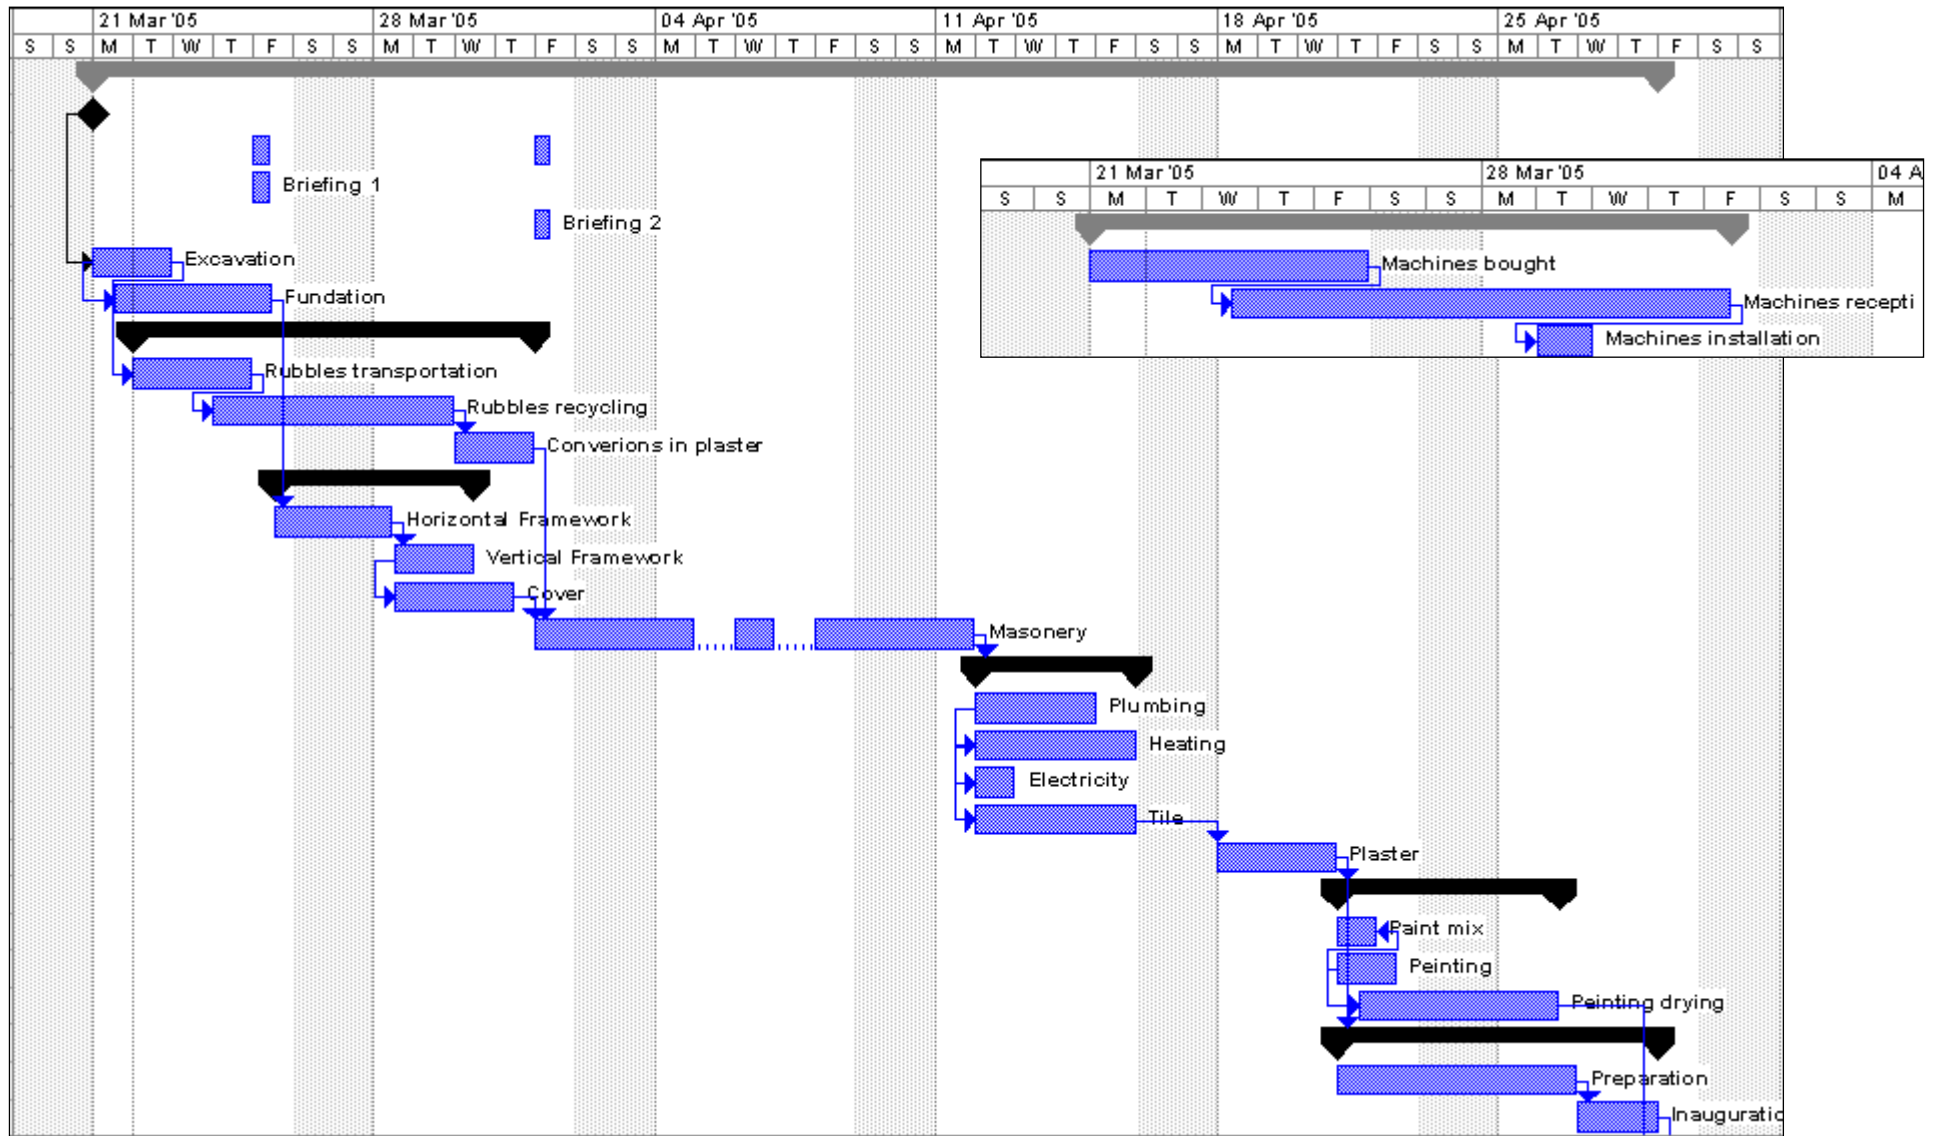 21 Mar '05 28 Mar '05 04 Apr '05 11 Apr '05 18 Apr '05 25 Apr '05
S S M T W T F S S M T W T F S S M T W T F S S M T W T F S S M T W T F S S M T W T F S S
Briefing 1
Briefing 2
Excavation
Fundation
Rubbles transportation
Rubbles recycling
Converions in plaster
Horizontal Framework
Vertical Framework
Cover
Masonery
Plumbing
Heating
Electricity
Tile
Plaster
Paint mix
Peinting
Peinting drying
Preparation
Inauguratic
21 Mar '05 28 Mar '05 04 A
S S M T W T F S S M T W T F S S M
Machines bought
Machines recepti
Machines installation